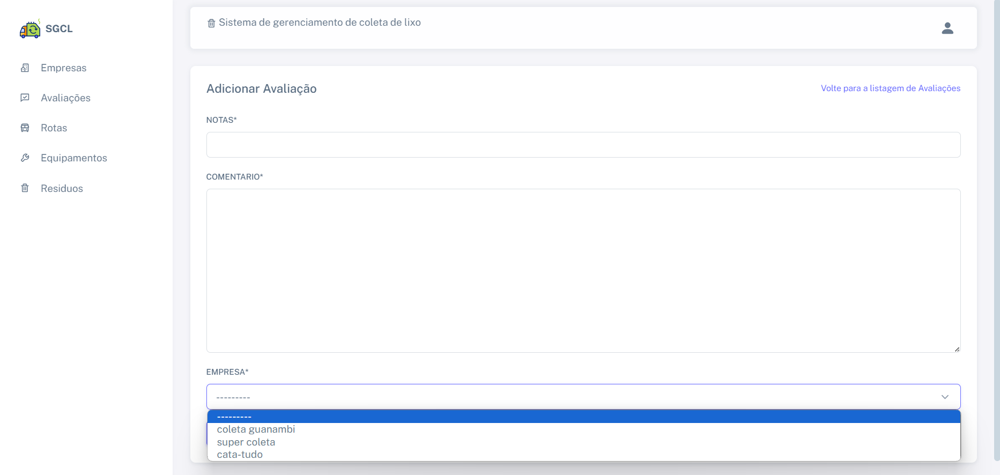 SGCL
Empresas
Avaliações
Rotas
Equipamentos
Residuos
Sistema de gerenciamento de coleta de lixo
Adicionar Avaliação
Volte para a listagem de Avaliações
NOTAS*
COMENTARIO*
EMPRESA*
---------
---------
coleta guanambi
super coleta
cata-tudo